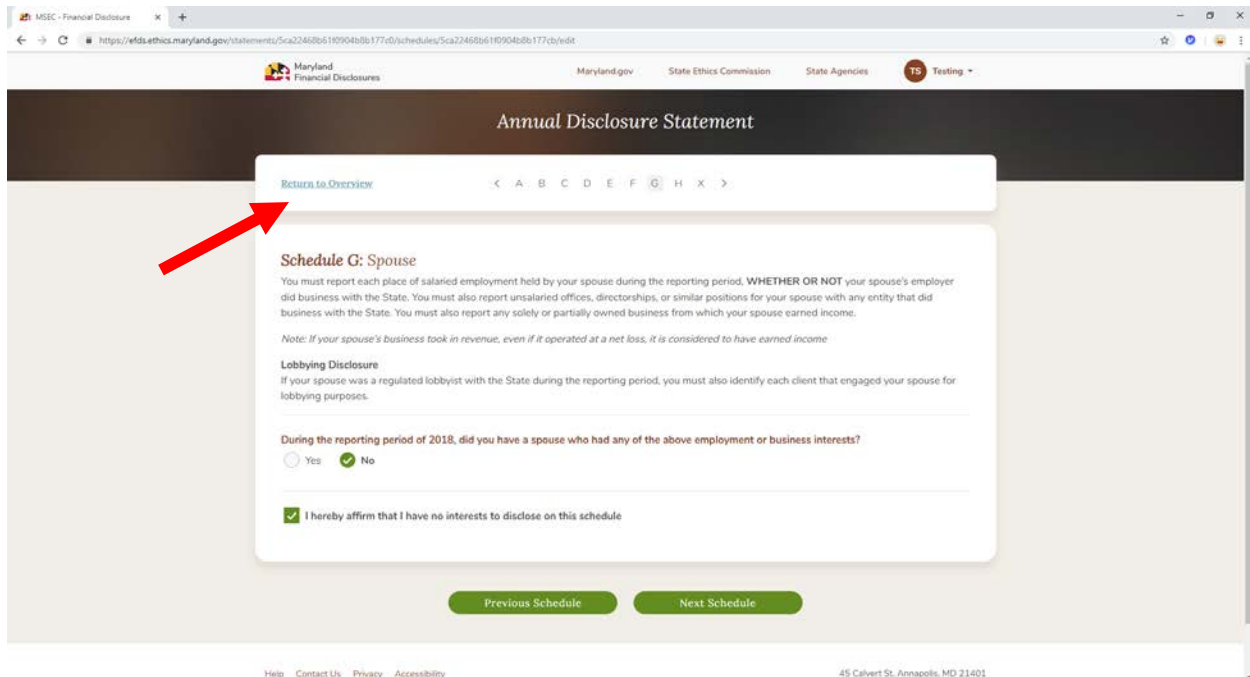 MSEC - Financial Disclosure
https://efds.ethics.maryland.gov/statements/5ca22468b61f0904b8b177c0/schedules/5ca22468b61f0904b8b177cb/edit
Maryland
Financial Disclosures
Maryland.gov State Ethics Commission State Agencies TS Testing
Annual Disclosure Statement
Return to Overview < A B C D E F G H X >
Schedule G: Spouse
You must report each place of salaried employment held by your spouse during the reporting period, WHETHER OR NOT your spouse's employer
did business with the State. You must also report unsalaried offices, directorships, or similar positions for your spouse with any entity that did
business with the State. You must also report any solely or partially owned business from which your spouse earned income.
Note: If your spouse's business took in revenue, even if it operated at a net loss, it is considered to have earned income
Lobbying Disclosure
If your spouse was a regulated lobbyist with the State during the reporting period, you must also identify each client that engaged your spouse for
lobbying purposes.
During the reporting period of 2018, did you have a spouse who had any of the above employment or business interests?
Yes No
I hereby affirm that I have no interests to disclose on this schedule
Previous Schedule Next Schedule
Help Contact Us Privacy Accessibility 45 Calvert St. Annapolis, MD 21401